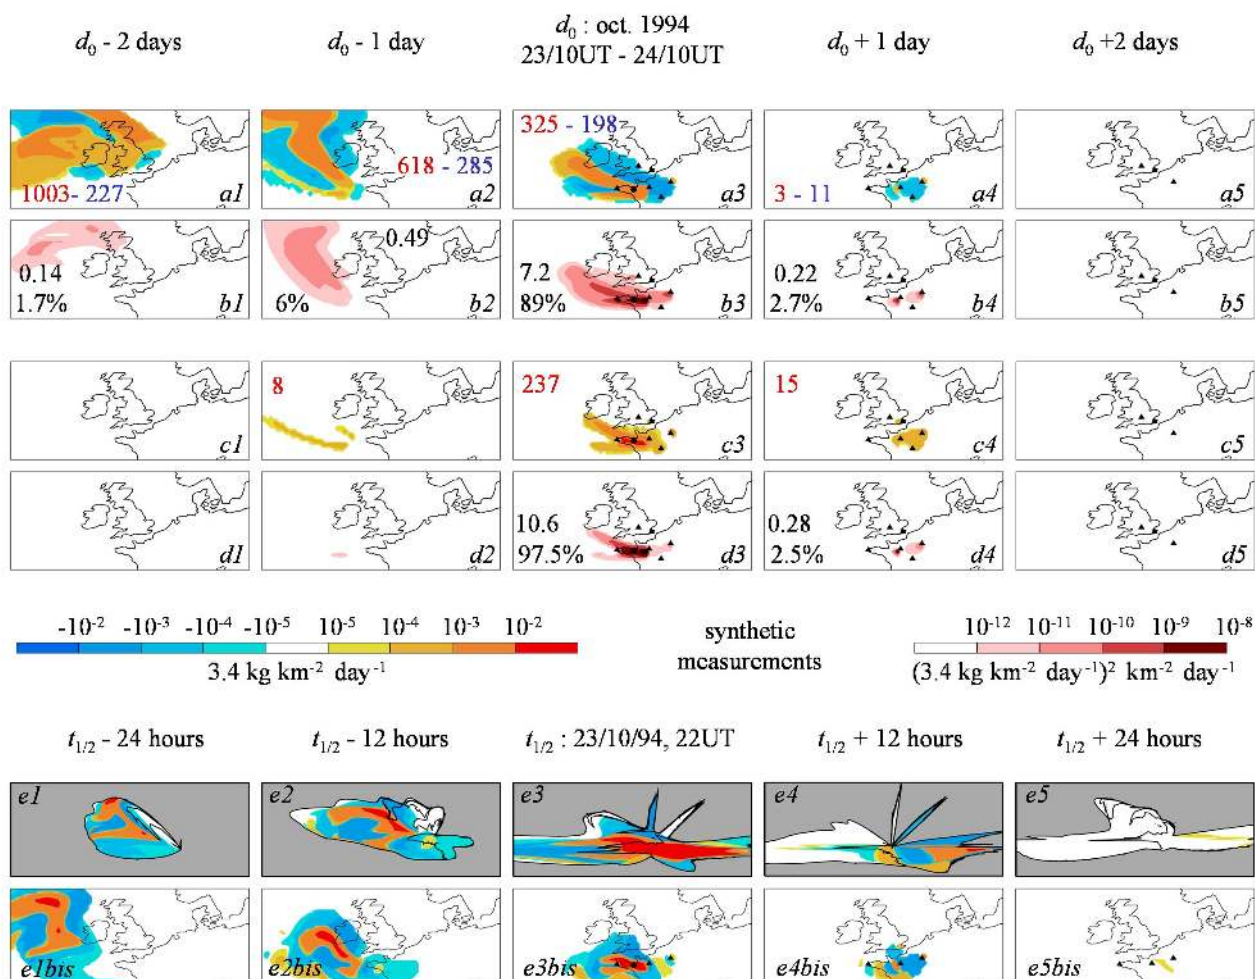 d₀ - 2 days
d₀ - 1 day
d₀ : oct. 1994
23/10UT - 24/10UT
d₀ + 1 day
d₀ +2 days
1003 - 227
a1
618 - 285
a2
325 - 198
a3
3 - 11
a4
a5
0.14
1.7%
b1
0.49
6%
b2
7.2
89%
b3
0.22
2.7%
b4
b5
c1
8
c2
237
c3
15
c4
c5
d1
d2
10.6
97.5%
d3
0.28
2.5%
d4
d5
-10⁻² -10⁻³ -10⁻⁴ -10⁻⁵ 10⁻⁵ 10⁻⁴ 10⁻³ 10⁻²
3.4 kg km⁻² day⁻¹
synthetic
measurements
10⁻¹² 10⁻¹¹ 10⁻¹⁰ 10⁻⁹ 10⁻⁸
(3.4 kg km⁻² day⁻¹)² km⁻² day⁻¹
t₁/₂ - 24 hours
t₁/₂ - 12 hours
t₁/₂ : 23/10/94, 22UT
t₁/₂ + 12 hours
t₁/₂ + 24 hours
e1
e2
e3
e4
e5
e1bis
e2bis
e3bis
e4bis
e5bis